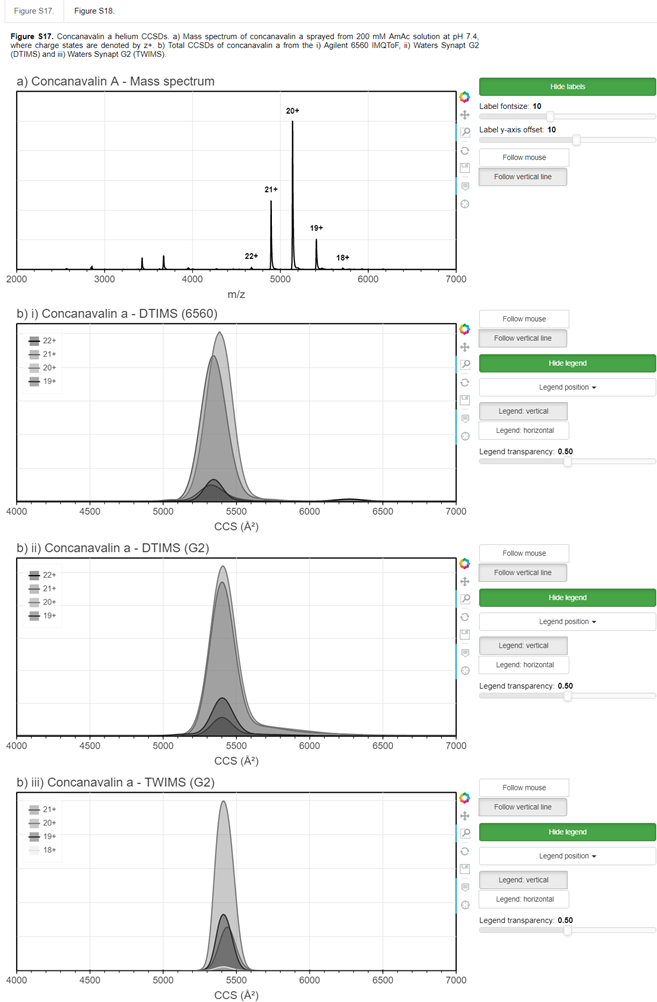 Figure S17. Figure S18.
Figure S17. Concanavalin a helium CCSDs. a) Mass spectrum of concanavalin a sprayed from 200 mM AmAc solution at pH 7.4,
where charge states are denoted by z+. b) Total CCSDs of concanavalin a from the i) Agilent 6560 IMQToF, ii) Waters Synapt G2
(DTIMS) and iii) Waters Synapt G2 (TWIMS).
a) Concanavalin A - Mass spectrum
20+
21+
19+
22+
18+
2000 3000 4000 5000 6000 7000
m/z
Hide labels
Label fontsize: 10
Label y-axis offset: 10
Follow mouse
Follow vertical line
b) i) Concanavalin a - DTIMS (6560)
22+
21+
20+
19+
4000 4500 5000 5500 6000 6500 7000
CCS (Å²)
Follow mouse
Follow vertical line
Hide legend
Legend position
Legend: vertical
Legend: horizontal
Legend transparency: 0.50
b) ii) Concanavalin a - DTIMS (G2)
22+
21+
20+
19+
4000 4500 5000 5500 6000 6500 7000
CCS (Å²)
Follow mouse
Follow vertical line
Hide legend
Legend position
Legend: vertical
Legend: horizontal
Legend transparency: 0.50
b) iii) Concanavalin a - TWIMS (G2)
21+
20+
19+
18+
4000 4500 5000 5500 6000 6500 7000
CCS (Å²)
Follow mouse
Follow vertical line
Hide legend
Legend position
Legend: vertical
Legend: horizontal
Legend transparency: 0.50